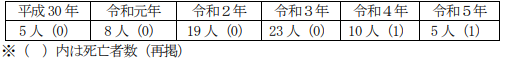 平成30年 令和元年 令和２年 令和３年 令和４年 令和５年
5人（0） 8人（0） 19人（0） 23人（0） 10人（1） 5人（1）
※（　）内は死亡者数（再掲）